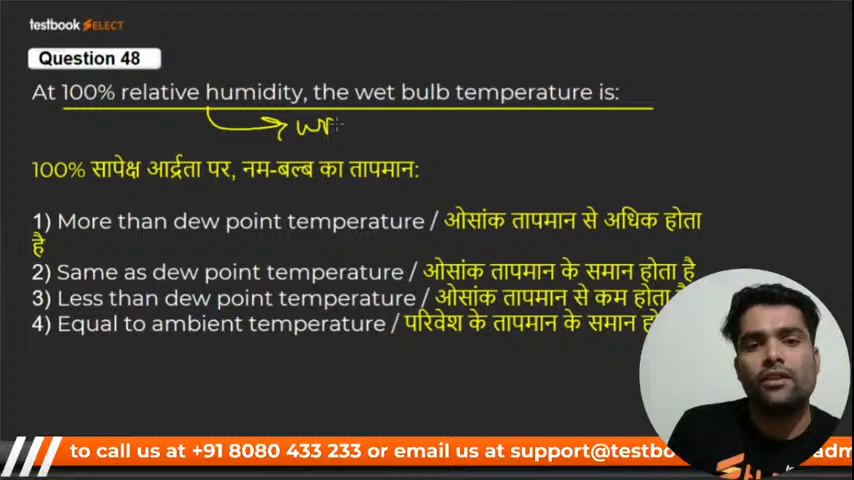 testbook SELECT
Question 48
At 100% relative humidity, the wet bulb temperature is:
100% सापेक्ष आर्द्रता पर, नम-बल्ब का तापमान:
1) More than dew point temperature / ओसांक तापमान से अधिक होता
है
2) Same as dew point temperature / ओसांक तापमान के समान होता है
3) Less than dew point temperature / ओसांक तापमान से कम होता
4) Equal to ambient temperature / परिवेश के तापमान के समान
to call us at +91 8080 433 233 or email us at